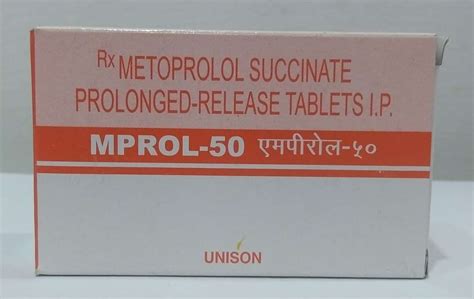 Rx METOPROLOL SUCCINATE
PROLONGED-RELEASE TABLETS I.P.
MPROL-50 एमपीरोल-५०
UNISON